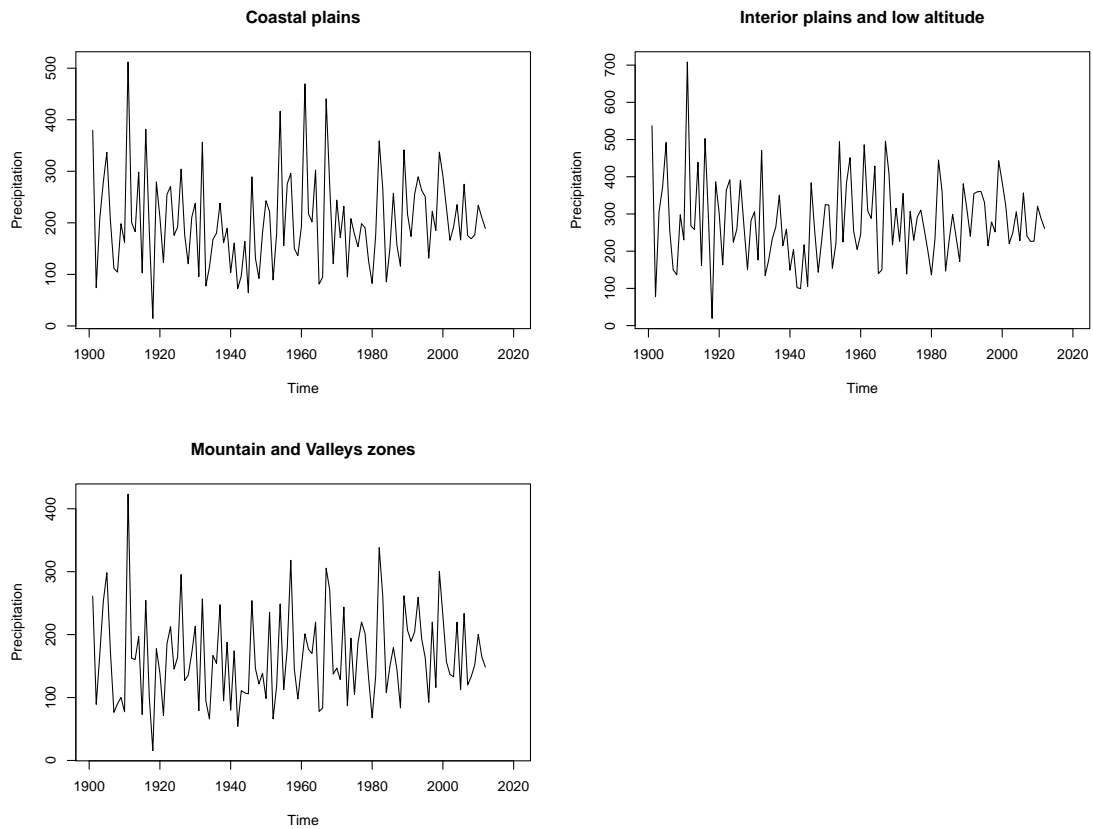 Coastal plains
Precipitation
0 100 200 300 400 500
1900 1920 1940 1960 1980 2000 2020
Time
Interior plains and low altitude
Precipitation
0 100 200 300 400 500 600 700
1900 1920 1940 1960 1980 2000 2020
Time
Mountain and Valleys zones
Precipitation
0 100 200 300 400
1900 1920 1940 1960 1980 2000 2020
Time